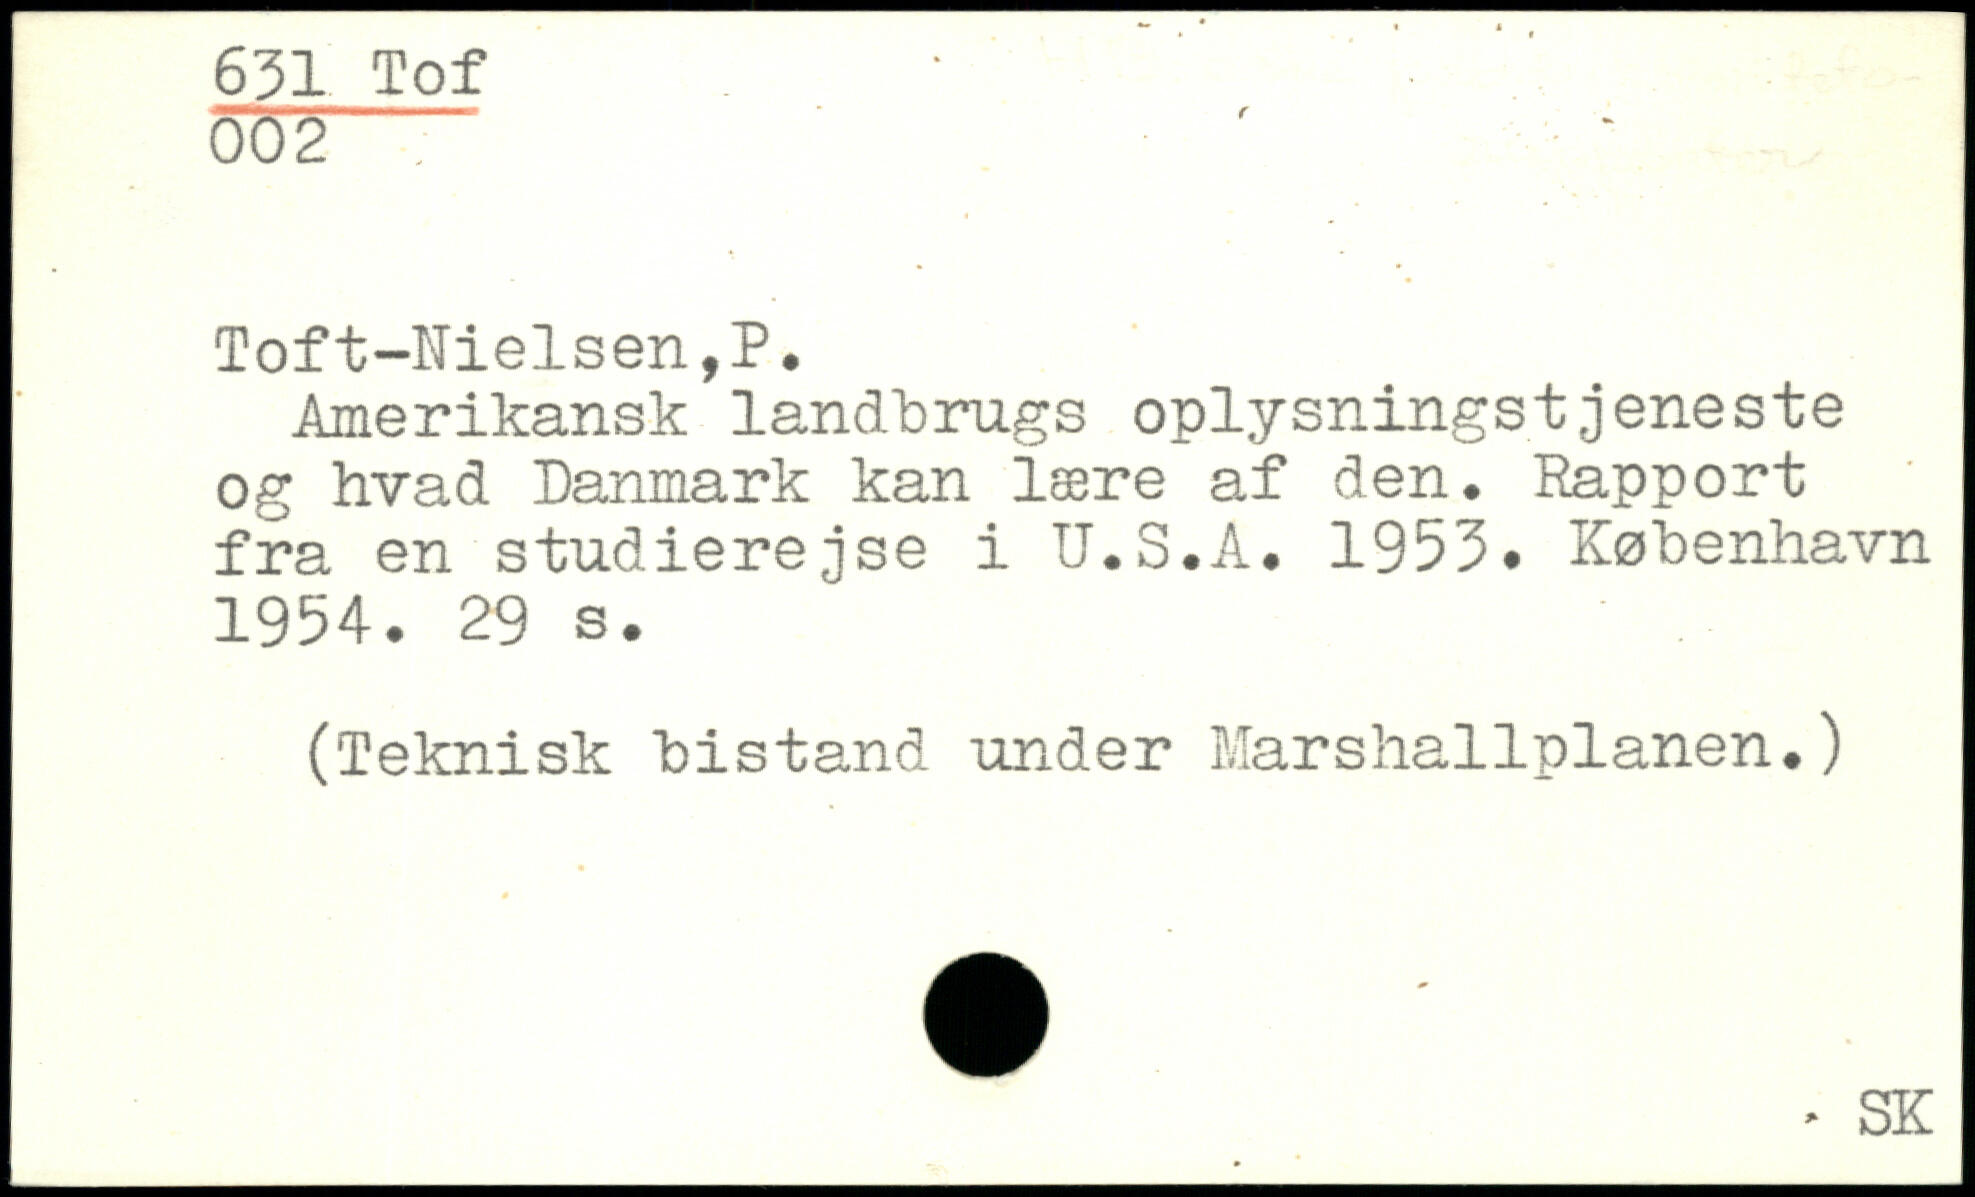 631 Tof
002
Toft-Nielsen,P.
Amerikansk landbrugs oplysningstjeneste
og hvad Danmark kan lære af den. Rapport
fra en studierejse i U.S.A. 1953. København
1954. 29 s.
(Teknisk bistand under Marshallplanen.)
SK